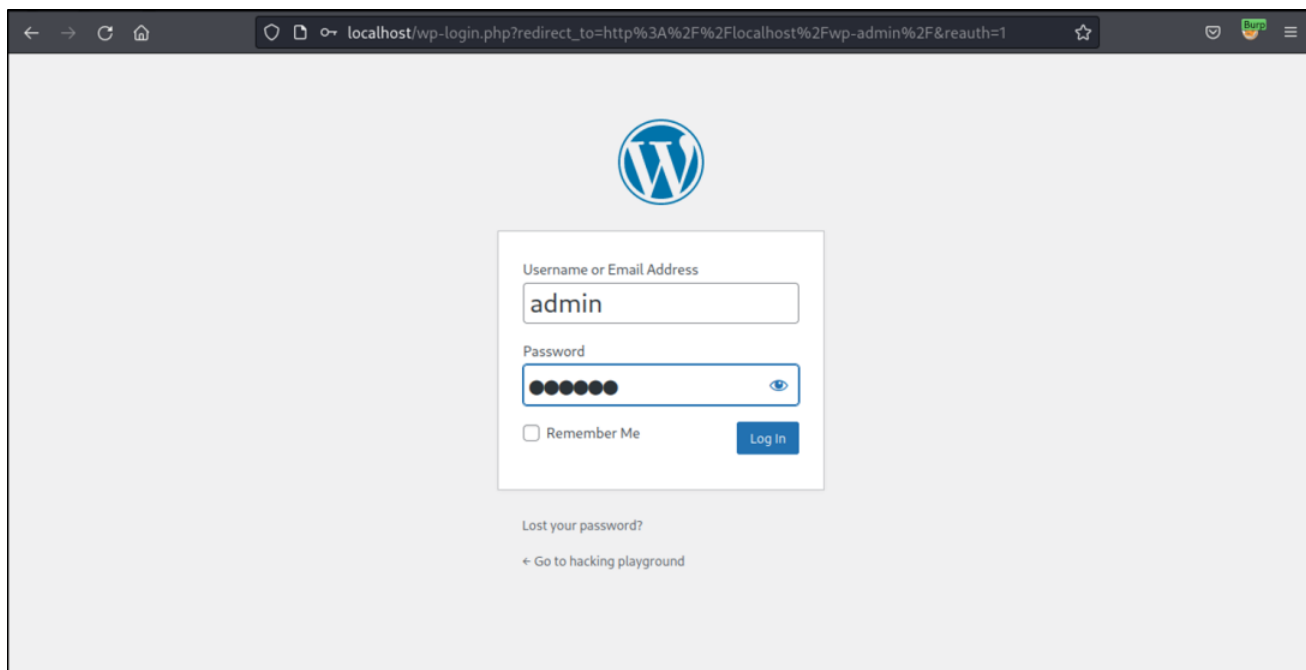 localhost/wp-login.php?redirect_to=http%3A%2F%2Flocalhost%2Fwp-admin%2F&reauth=1
Burp
W
Username or Email Address
admin
Password
●●●●●●
Remember Me
Log In
Lost your password?
← Go to hacking playground